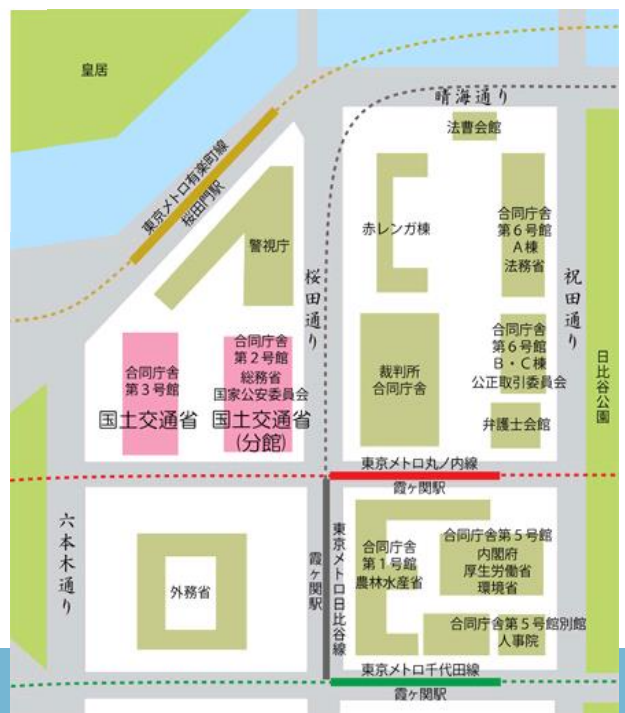 皇居
晴海通り
法曹会館
東京メトロ有楽町線
桜田門駅
赤レンガ棟
合同庁舎
第6号館
A棟
法務省
警視庁
桜田通り
祝田通り
合同庁舎
第3号館
国土交通省
合同庁舎
第2号館
総務省
国家公安委員会
国土交通省
(分館)
裁判所
合同庁舎
合同庁舎
第6号館
B・C棟
公正取引委員会
日比谷公園
弁護士会館
東京メトロ丸ノ内線
霞ヶ関駅
六本木通り
外務省
霞ヶ関駅
東京メトロ日比谷線
合同庁舎
第1号館
農林水産省
合同庁舎第5号館
内閣府
厚生労働省
環境省
合同庁舎第5号館別館
人事院
東京メトロ千代田線
霞ヶ関駅